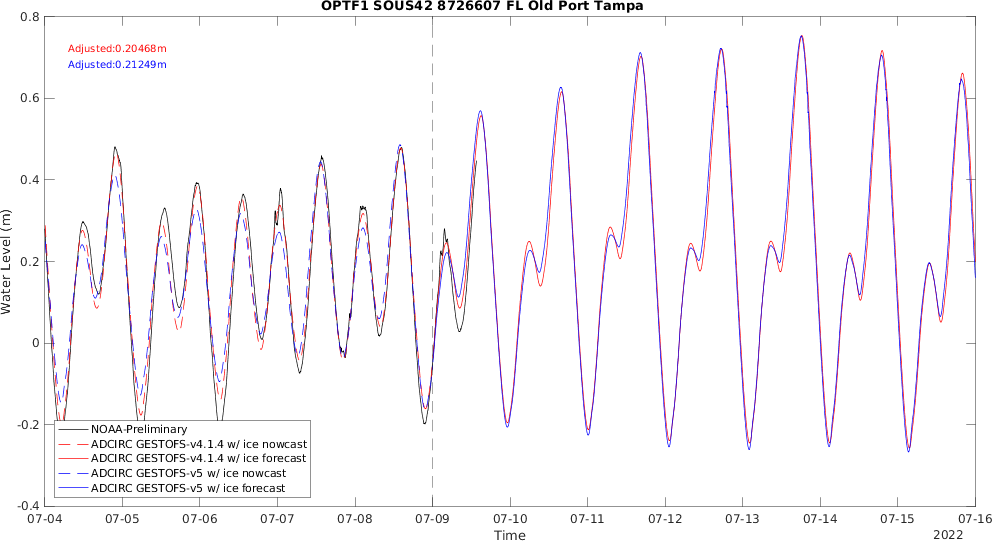 OPTF1 SOUS42 8726607 FL Old Port Tampa
Adjusted:0.20468m
Adjusted:0.21249m
Water Level (m)
0.8
0.6
0.4
0.2
0
-0.2
-0.4
NOAA-Preliminary
ADCIRC GESTOFS-v4.1.4 w/ ice nowcast
ADCIRC GESTOFS-v4.1.4 w/ ice forecast
ADCIRC GESTOFS-v5 w/ ice nowcast
ADCIRC GESTOFS-v5 w/ ice forecast
07-04 07-05 07-06 07-07 07-08 07-09 07-10 07-11 07-12 07-13 07-14 07-15 07-16
Time
2022